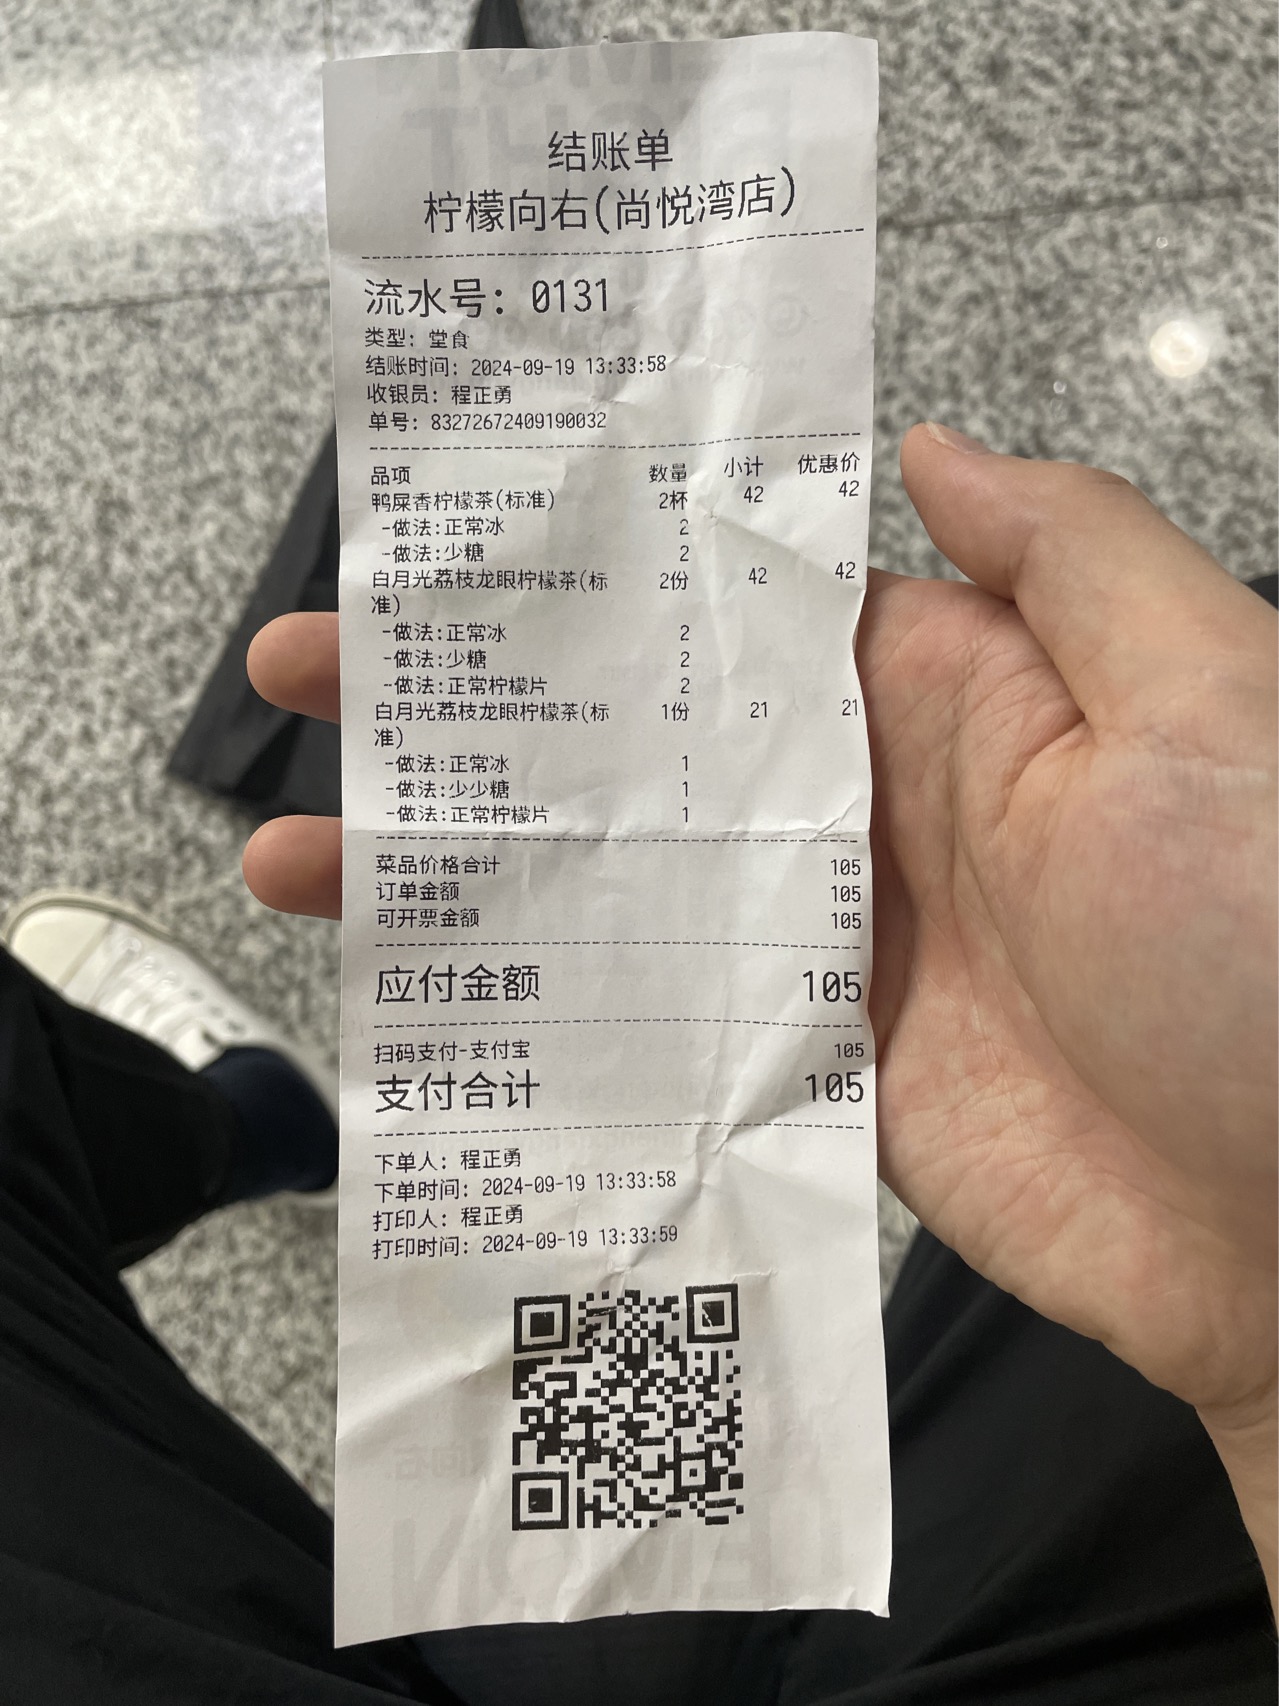 结账单
柠檬向右(尚悦湾店)
流水号: 0131
类型: 堂食
结账时间: 2024-09-19 13:33:58
收银员: 程正勇
单号: 83272672409190032
品项 数量 小计 优惠价
鸭屎香柠檬茶(标准) 2杯 42 42
-做法:正常冰 2
-做法:少糖 2
白月光荔枝龙眼柠檬茶(标 2份 42 42
准)
-做法:正常冰 2
-做法:少糖 2
-做法:正常柠檬片 2
白月光荔枝龙眼柠檬茶(标 1份 21 21
准)
-做法:正常冰 1
-做法:少少糖 1
-做法:正常柠檬片 1
菜品价格合计 105
订单金额 105
可开票金额 105
应付金额 105
扫码支付-支付宝 105
支付合计 105
下单人: 程正勇
下单时间: 2024-09-19 13:33:58
打印人: 程正勇
打印时间: 2024-09-19 13:33:59